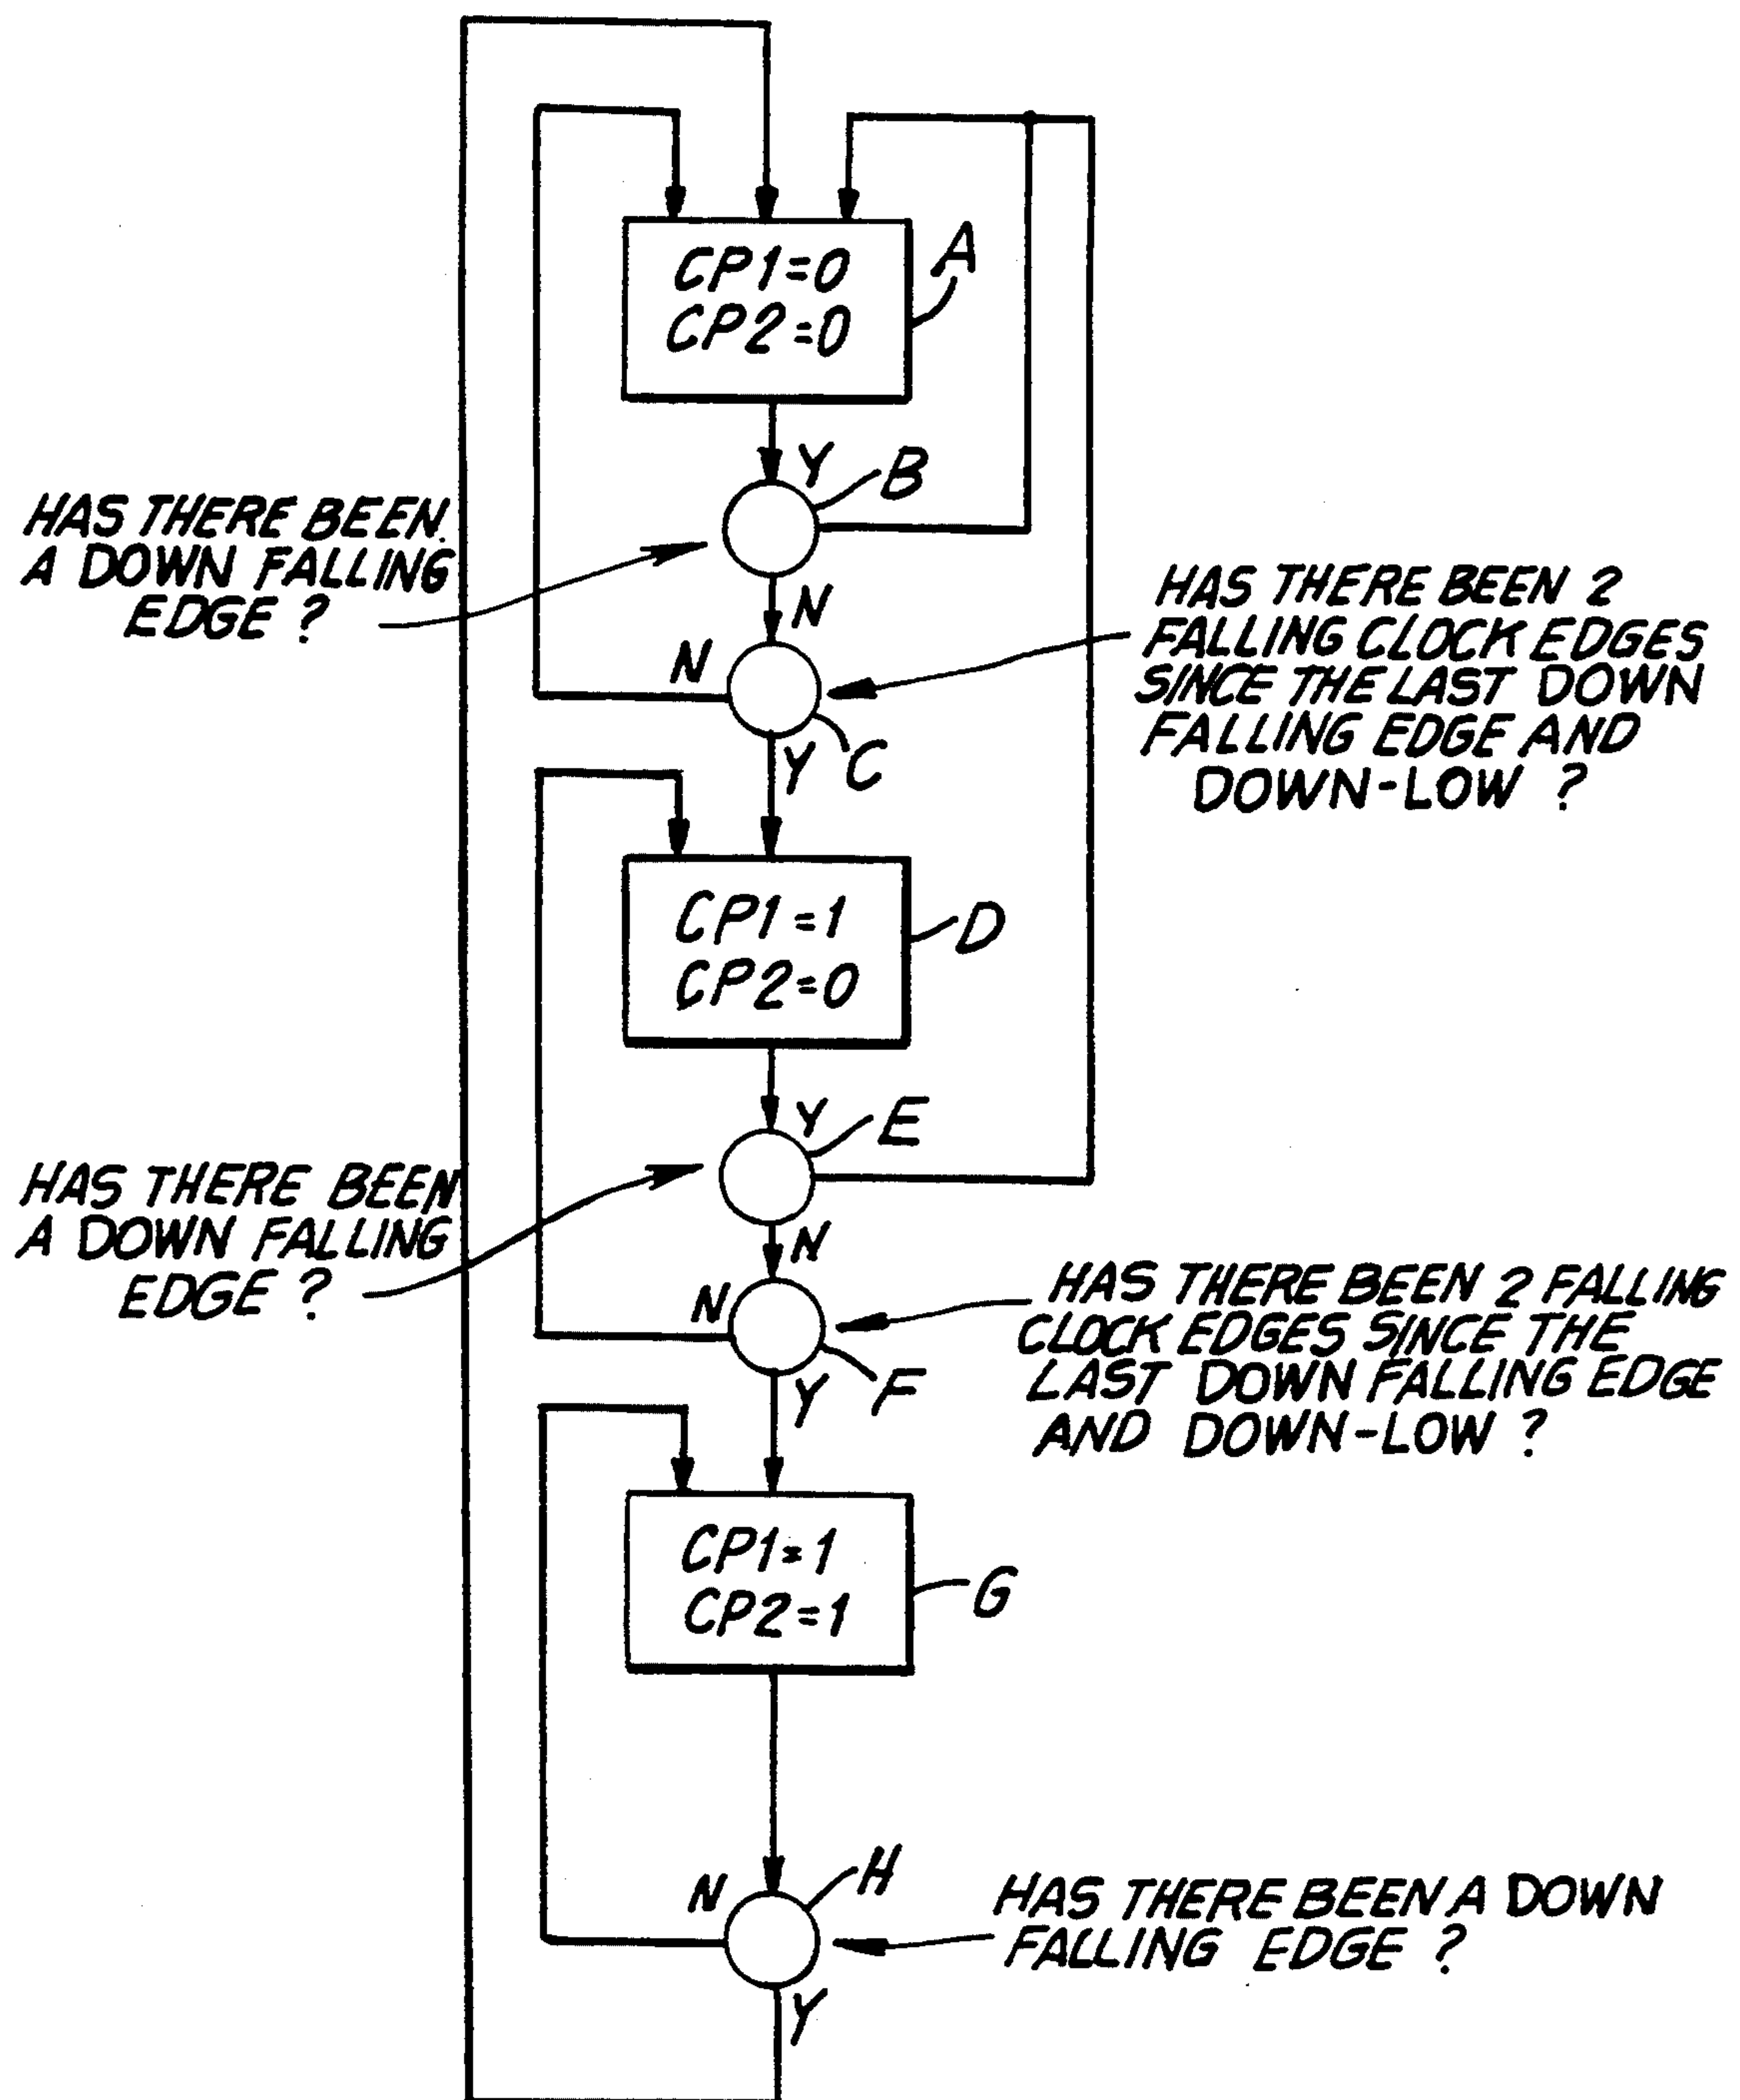 CP1=0
CP2=0
A
Y
B
HAS THERE BEEN
A DOWN FALLING
EDGE ?
N
N
HAS THERE BEEN 2
FALLING CLOCK EDGES
SINCE THE LAST DOWN
FALLING EDGE AND
DOWN-LOW ?
Y
C
CP1=1
CP2=0
D
Y
E
HAS THERE BEEN
A DOWN FALLING
EDGE ?
N
N
HAS THERE BEEN 2 FALLING
CLOCK EDGES SINCE THE
LAST DOWN FALLING EDGE
AND DOWN-LOW ?
Y
F
CP1=1
CP2=1
G
N
H
HAS THERE BEEN A DOWN
FALLING EDGE ?
Y